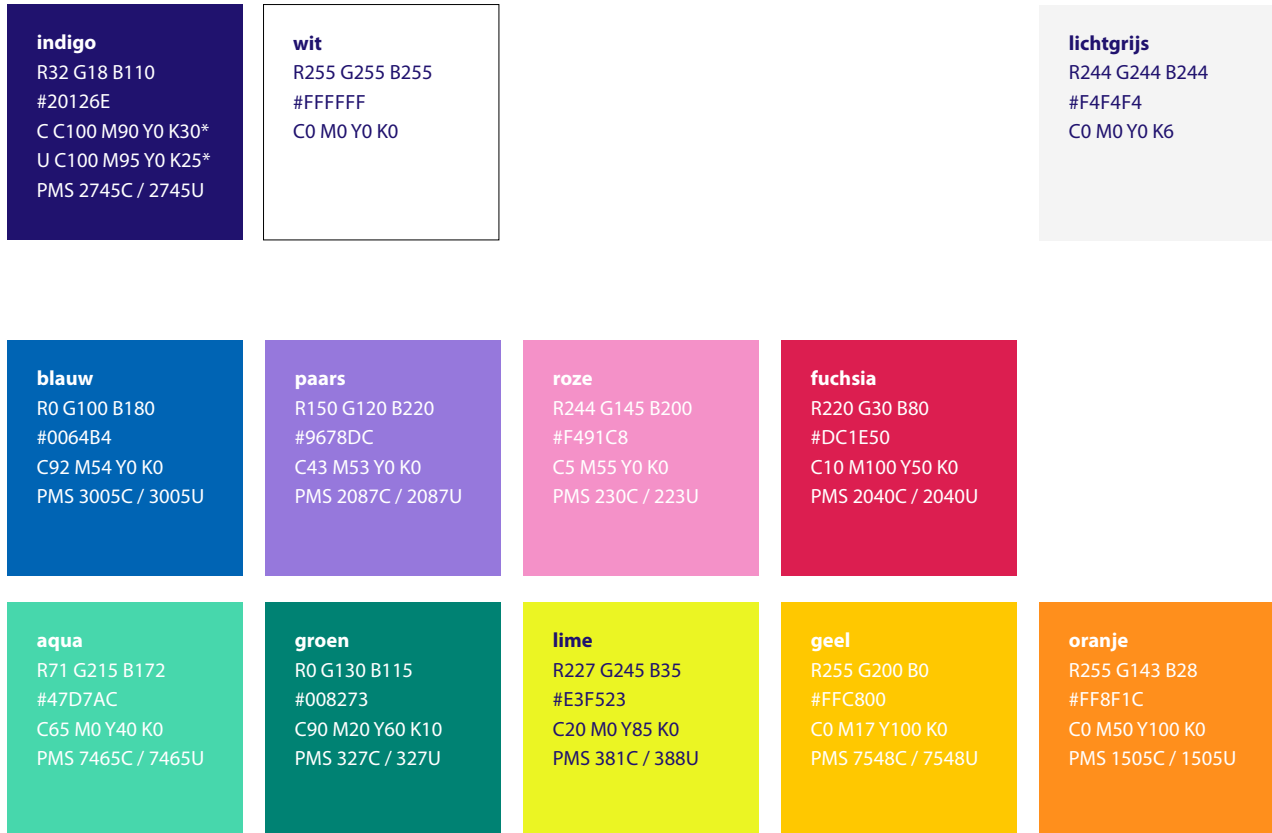 indigo
R32 G18 B110
#20126E
C C100 M90 Y0 K30*
U C100 M95 Y0 K25*
PMS 2745C / 2745U
wit
R255 G255 B255
#FFFFFF
C0 M0 Y0 K0
lichtgrijs
R244 G244 B244
#F4F4F4
C0 M0 Y0 K6
blauw
R0 G100 B180
#0064B4
C92 M54 Y0 K0
PMS 3005C / 3005U
paars
R150 G120 B220
#9678DC
C43 M53 Y0 K0
PMS 2087C / 2087U
roze
R244 G145 B200
#F491C8
C5 M55 Y0 K0
PMS 230C / 223U
fuchsia
R220 G30 B80
#DC1E50
C10 M100 Y50 K0
PMS 2040C / 2040U
aqua
R71 G215 B172
#47D7AC
C65 M0 Y40 K0
PMS 7465C / 7465U
groen
R0 G130 B115
#008273
C90 M20 Y60 K10
PMS 327C / 327U
lime
R227 G245 B35
#E3F523
C20 M0 Y85 K0
PMS 381C / 388U
geel
R255 G200 B0
#FFC800
C0 M17 Y100 K0
PMS 7548C / 7548U
oranje
R255 G143 B28
#FF8F1C
C0 M50 Y100 K0
PMS 1505C / 1505U